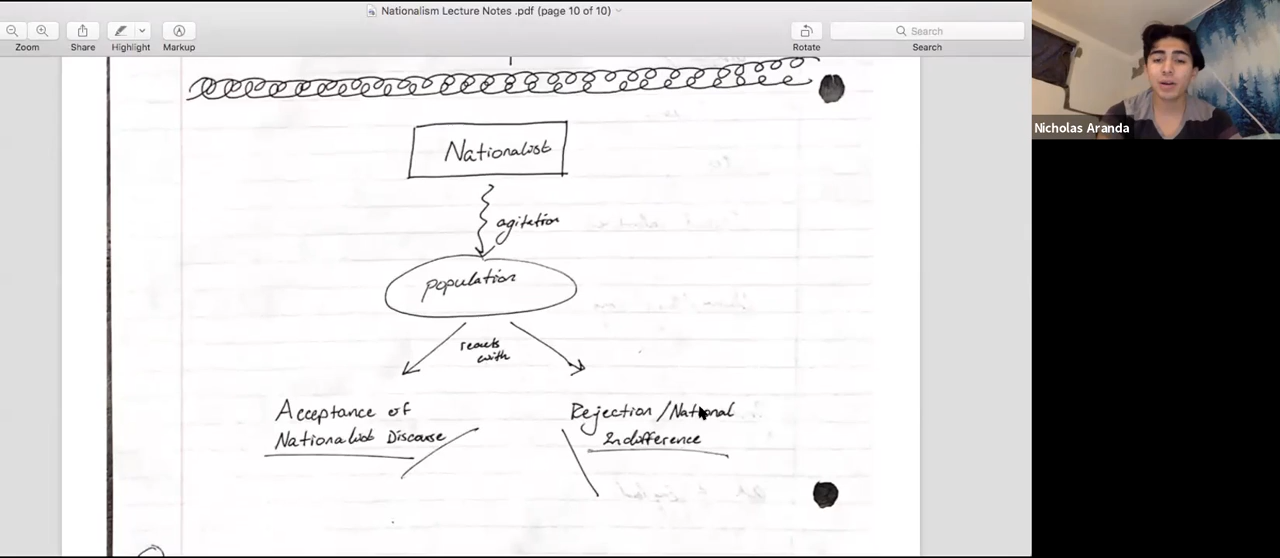 Nationalism Lecture Notes .pdf (page 10 of 10)
Search
Zoom
Share
Highlight
Markup
Rotate
Search
Nicholas Aranda
Nationalist
agitation
population
reacts
with
Acceptance of
Nationalist Discourse
Rejection / National
Indifference